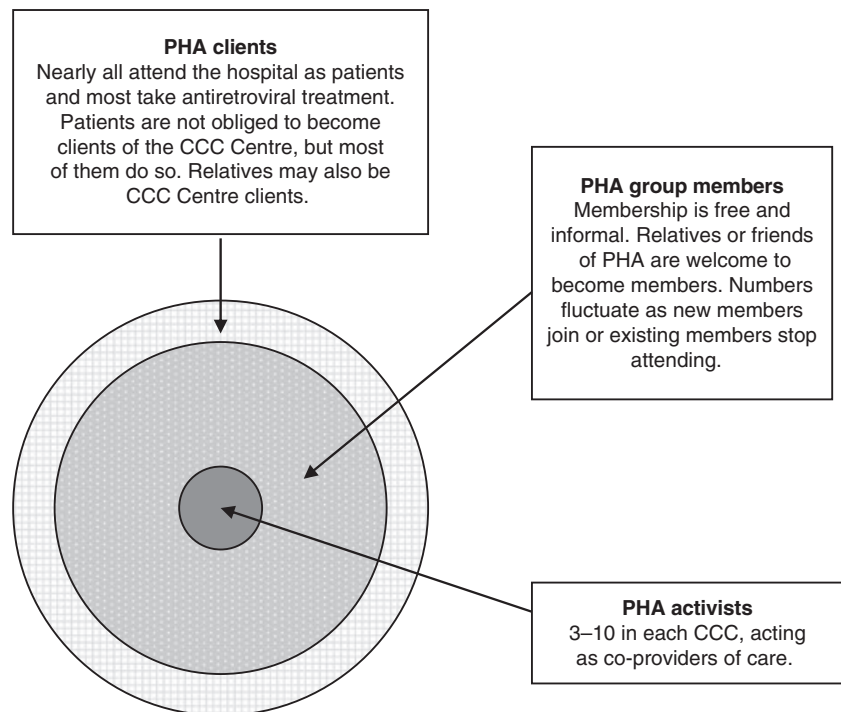 PHA clients
Nearly all attend the hospital as patients
and most take antiretroviral treatment.
Patients are not obliged to become
clients of the CCC Centre, but most
of them do so. Relatives may also be
CCC Centre clients.
PHA group members
Membership is free and
informal. Relatives or friends
of PHA are welcome to
become members. Numbers
fluctuate as new members
join or existing members stop
attending.
PHA activists
3–10 in each CCC, acting
as co-providers of care.